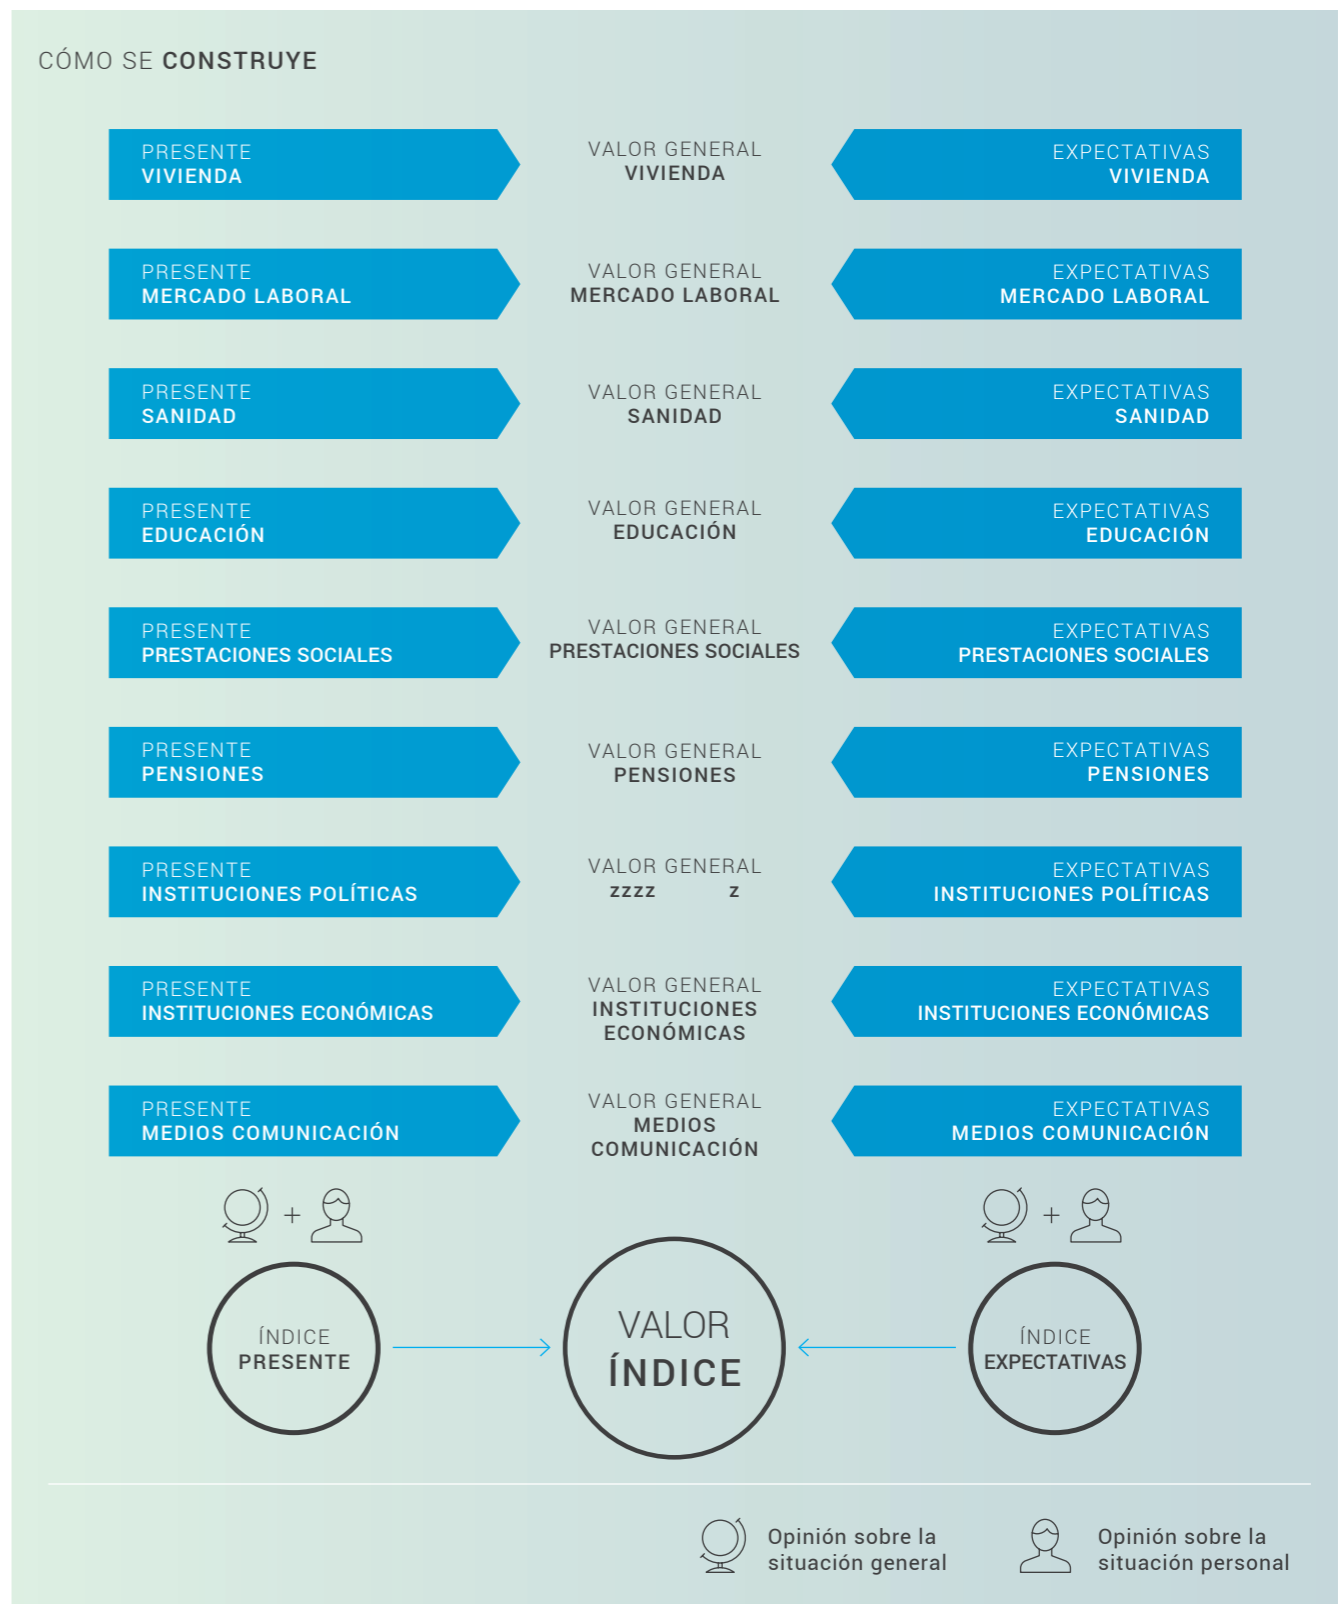 CÓMO SE CONSTRUYE
PRESENTE
VIVIENDA
VALOR GENERAL
VIVIENDA
EXPECTATIVAS
VIVIENDA
PRESENTE
MERCADO LABORAL
VALOR GENERAL
MERCADO LABORAL
EXPECTATIVAS
MERCADO LABORAL
PRESENTE
SANIDAD
VALOR GENERAL
SANIDAD
EXPECTATIVAS
SANIDAD
PRESENTE
EDUCACIÓN
VALOR GENERAL
EDUCACIÓN
EXPECTATIVAS
EDUCACIÓN
PRESENTE
PRESTACIONES SOCIALES
VALOR GENERAL
PRESTACIONES SOCIALES
EXPECTATIVAS
PRESTACIONES SOCIALES
PRESENTE
PENSIONES
VALOR GENERAL
PENSIONES
EXPECTATIVAS
PENSIONES
PRESENTE
INSTITUCIONES POLÍTICAS
VALOR GENERAL
zzzz z
EXPECTATIVAS
INSTITUCIONES POLÍTICAS
PRESENTE
INSTITUCIONES ECONÓMICAS
VALOR GENERAL
INSTITUCIONES
ECONÓMICAS
EXPECTATIVAS
INSTITUCIONES ECONÓMICAS
PRESENTE
MEDIOS COMUNICACIÓN
VALOR GENERAL
MEDIOS
COMUNICACIÓN
EXPECTATIVAS
MEDIOS COMUNICACIÓN
+
+
ÍNDICE
PRESENTE
VALOR
ÍNDICE
ÍNDICE
EXPECTATIVAS
Opinión sobre la
situación general
Opinión sobre la
situación personal